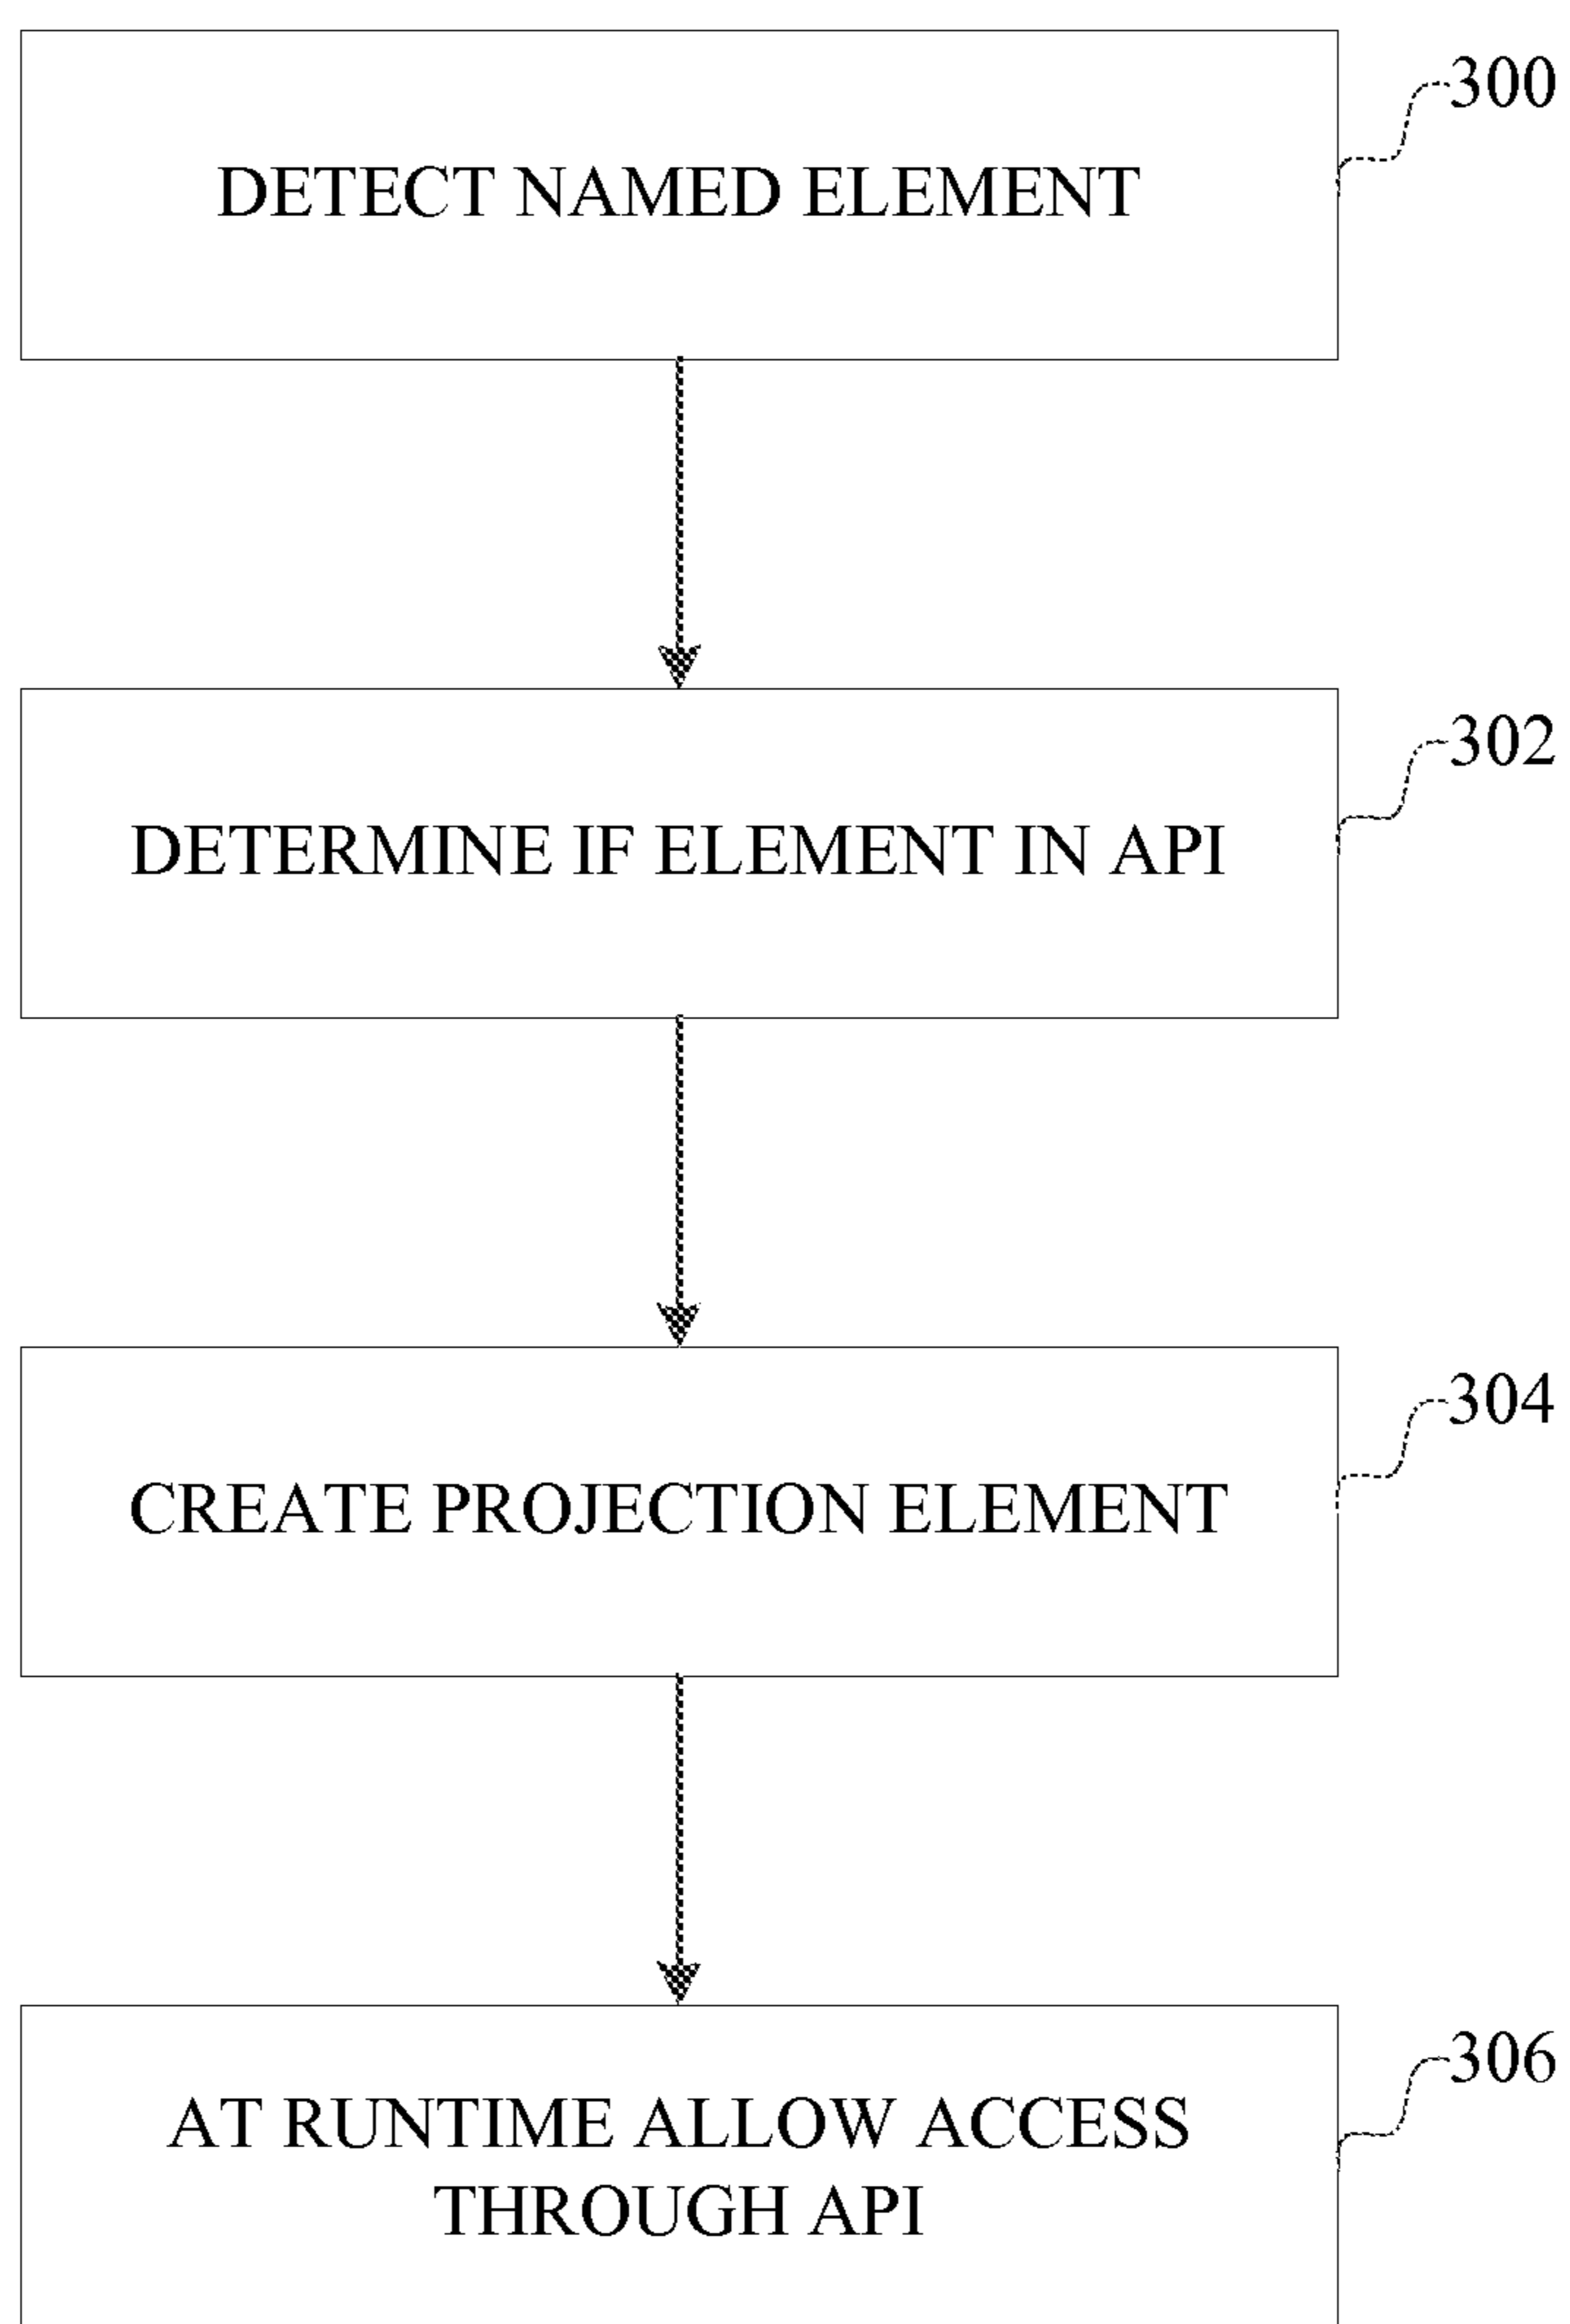 300
DETECT NAMED ELEMENT
302
DETERMINE IF ELEMENT IN API
304
CREATE PROJECTION ELEMENT
306
AT RUNTIME ALLOW ACCESS
THROUGH API